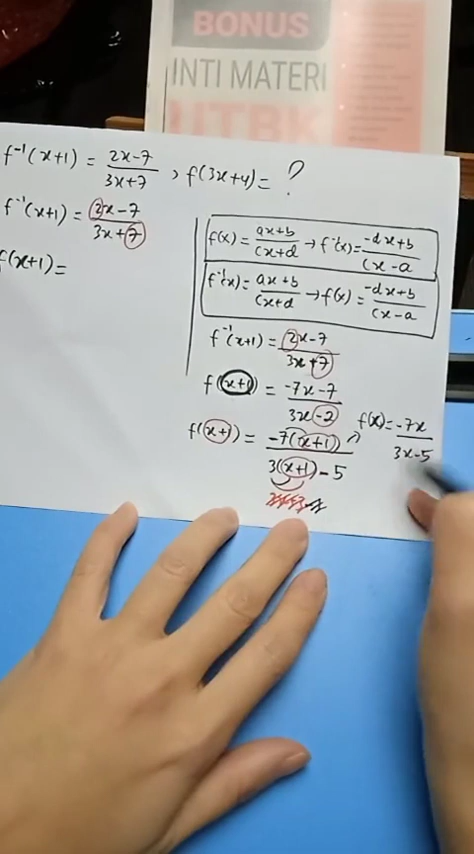 BONUS
INTI MATERI
UTBK
f⁻¹(x+1) = 2x-7 / 3x+7 , f(3x+4) = ?
f⁻¹(x+1) = 2x-7 / 3x+7
f(x+1) =
f(x) = ax+b / cx+d → f⁻¹(x) = -dx+b / cx-a
f⁻¹(x) = ax+b / cx+d → f(x) = -dx+b / cx-a
f⁻¹(x+1) = 2x-7 / 3x+7
f(x+1) = -7x-7 / 3x-2
f(x+1) = -7(x+1) / 3(x+1)-5
f(x) = -7x / 3x-5